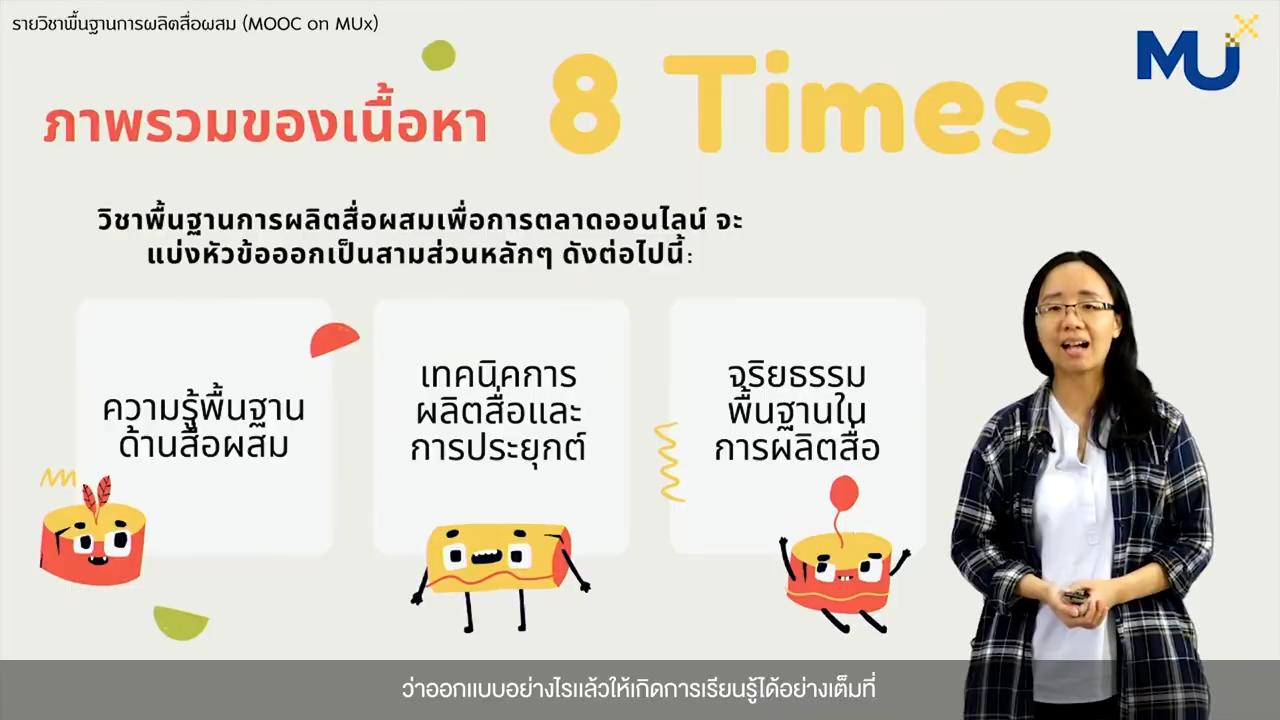 รายวิชาพื้นฐานการผลิตสื่อผสม (MOOC on MUx)
MUx
8 Times
ภาพรวมของเนื้อหา
วิชาพื้นฐานการผลิตสื่อผสมเพื่อการตลาดออนไลน์ จะ
แบ่งหัวข้อออกเป็นสามส่วนหลักๆ ดังต่อไปนี้:
ความรู้พื้นฐาน
ด้านสื่อผสม
เทคนิคการ
ผลิตสื่อและ
การประยุกต์
จริยธรรม
พื้นฐานใน
การผลิตสื่อ
ว่าออกแบบอย่างไรแล้วให้เกิดการเรียนรู้ได้อย่างเต็มที่